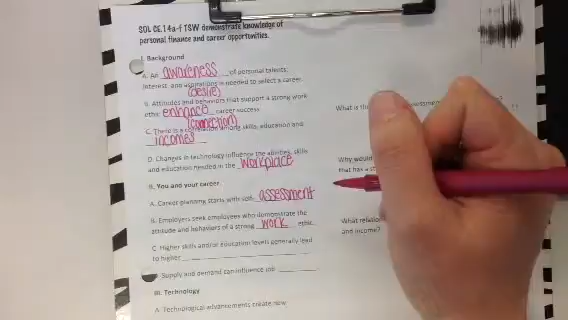 SOL CE.14a-f TSW demonstrate knowledge of
personal finance and career opportunities.
I. Background
A. An awareness of personal talents,
interest, and aspirations is needed to select a career.
(desire)
B. Attitudes and behaviors that support a strong work
ethic enhance career success.
(connection)
C. There is a correlation among skills, education and
incomes
D. Changes in technology influence the abilities, skills
and education needed in the workplace
II. You and your career
A. Career planning starts with self- assessment
B. Employers seek employees who demonstrate the
attitude and behaviors of a strong work ethic.
C. Higher skills and/or education levels generally lead
to higher
Supply and demand can influence job
III. Technology
A. Technological advancements create new
What is
Why would
that has a
What
and income?